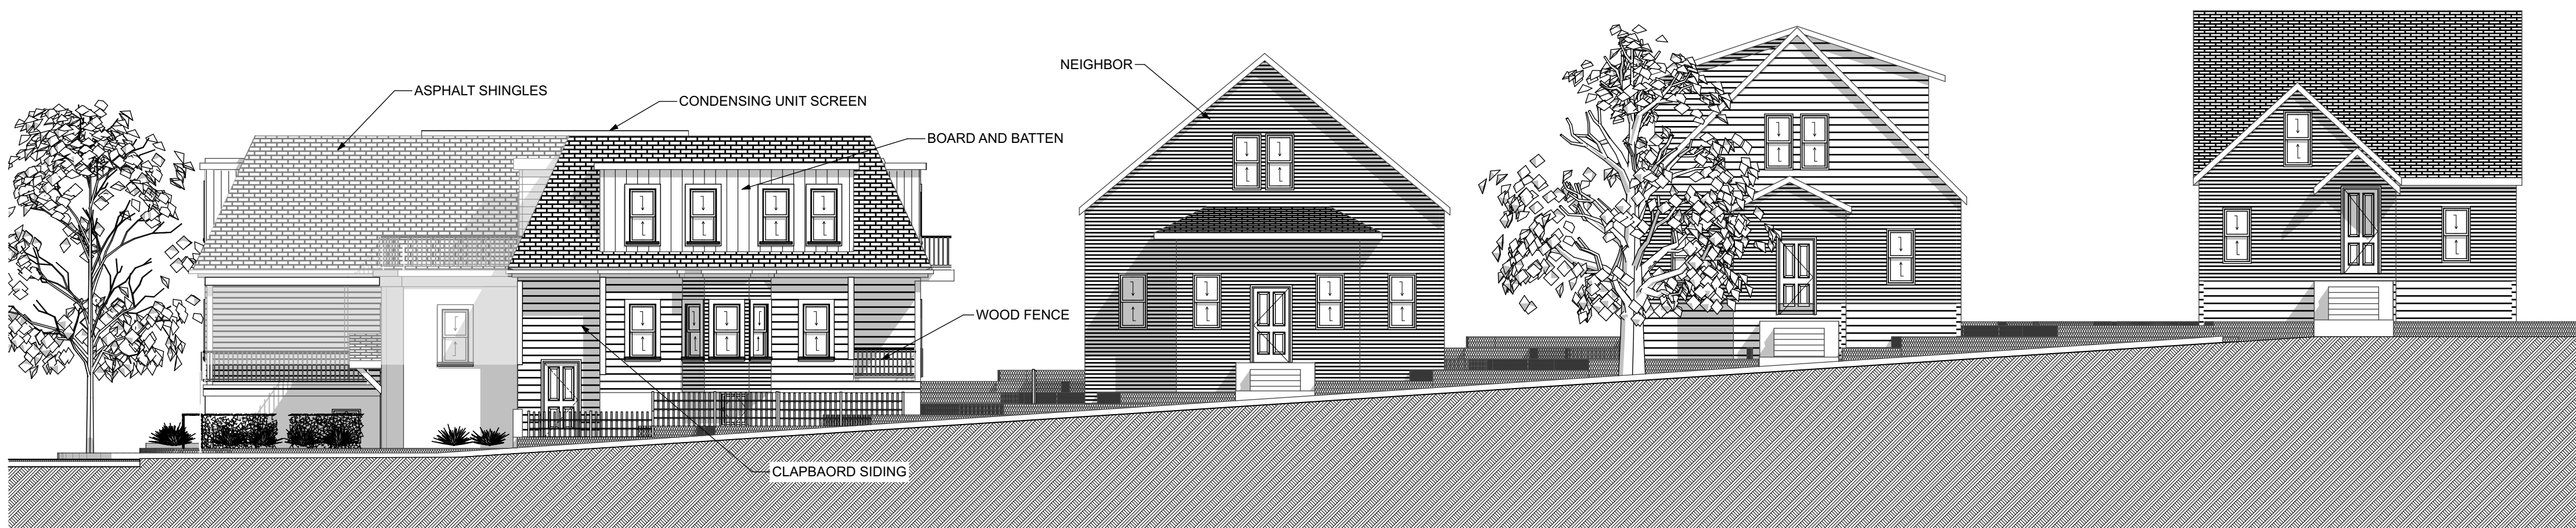 NEIGHBOR
ASPHALT SHINGLES
CONDENSING UNIT SCREEN
BOARD AND BATTEN
WOOD FENCE
CLAPBAORD SIDING